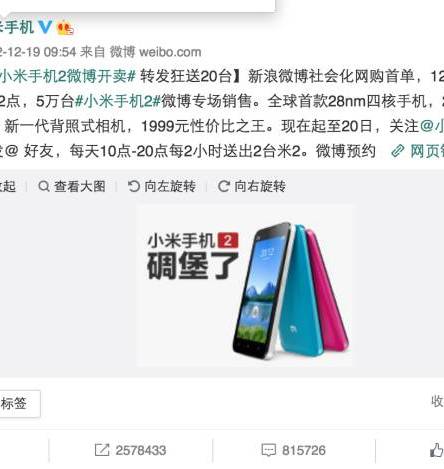 米手机
2-12-19 09:54 来自 微博 weibo.com
小米手机2微博开卖# 转发狂送20台】新浪微博社会化网购首单，12
2点，5万台#小米手机2#微博专场销售。全球首款28nm四核手机，2
新一代背照式相机，1999元性价比之王。现在起至20日，关注@小
发@ 好友，每天10点-20点每2小时送出2台米2。微博预约 网页链
收起 查看大图 向左旋转 向右旋转
小米手机2
碉堡了
标签
收
2578433 815726